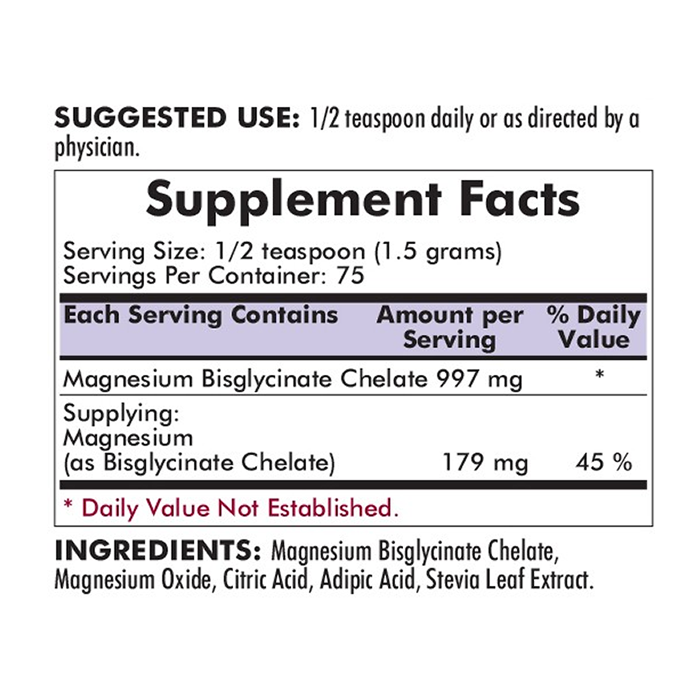 SUGGESTED USE: 1/2 teaspoon daily or as directed by a
physician.
Supplement Facts
Serving Size: 1/2 teaspoon (1.5 grams)
Servings Per Container: 75
Each Serving Contains Amount per % Daily
Serving Value
Magnesium Bisglycinate Chelate 997 mg *
Supplying:
Magnesium
(as Bisglycinate Chelate) 179 mg 45 %
* Daily Value Not Established.
INGREDIENTS: Magnesium Bisglycinate Chelate,
Magnesium Oxide, Citric Acid, Adipic Acid, Stevia Leaf Extract.